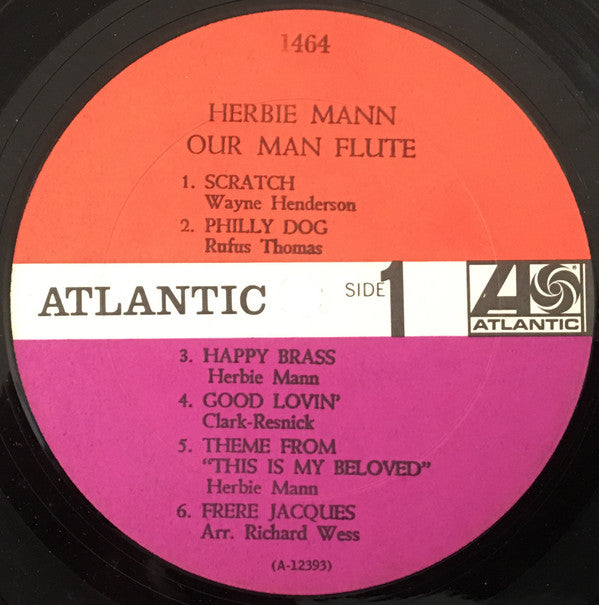 1464
HERBIE MANN
OUR MAN FLUTE
1. SCRATCH
Wayne Henderson
2. PHILLY DOG
Rufus Thomas
ATLANTIC SIDE 1 ATLANTIC
3. HAPPY BRASS
Herbie Mann
4. GOOD LOVIN'
Clark-Resnick
5. THEME FROM
"THIS IS MY BELOVED"
Herbie Mann
6. FRERE JACQUES
Arr. Richard Wess
(A-12393)